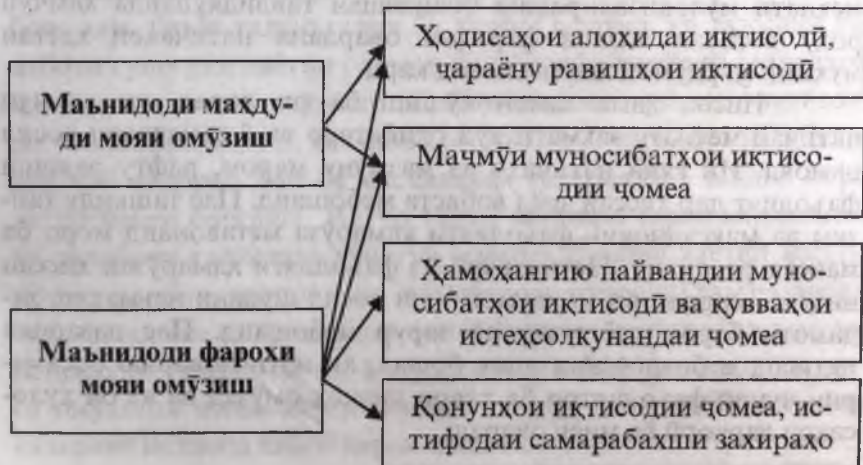 Маънидоди маҳду-
ди мояи омӯзиш
Маънидоди фарохи
мояи омӯзиш
Ҳодисаҳои алоҳидаи иқтисодӣ,
ҷараёну равишҳои иқтисодӣ
Маҷмӯи муносибатҳои иқтисо-
дии ҷомеа
Ҳамоҳангию пайвандии муно-
сибатҳои иқтисодӣ ва қувваҳои
истеҳсолкунандаи ҷомеа
Қонунҳои иқтисодии ҷомеа, ис-
тифодаи самарабахши захираҳо